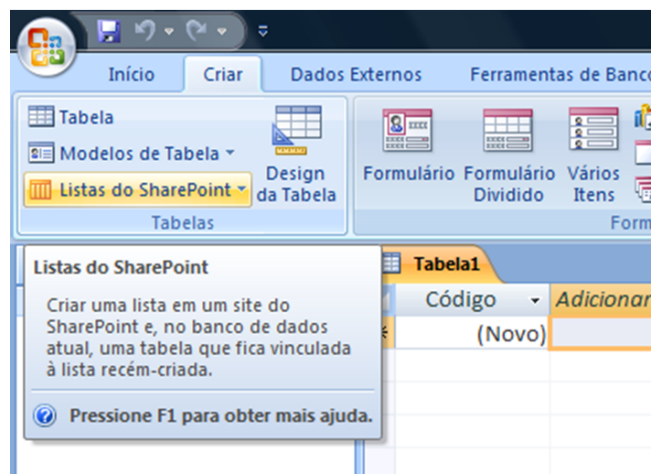 Início Criar Dados Externos Ferramentas de Banco
Tabela
Modelos de Tabela
Listas do SharePoint
Design
da Tabela
Tabelas
Formulário
Formulário
Dividido
Vários
Itens
Form
Listas do SharePoint
Criar uma lista em um site do
SharePoint e, no banco de dados
atual, uma tabela que fica vinculada
à lista recém-criada.
Pressione F1 para obter mais ajuda.
Tabela1
Código Adicionar
(Novo)